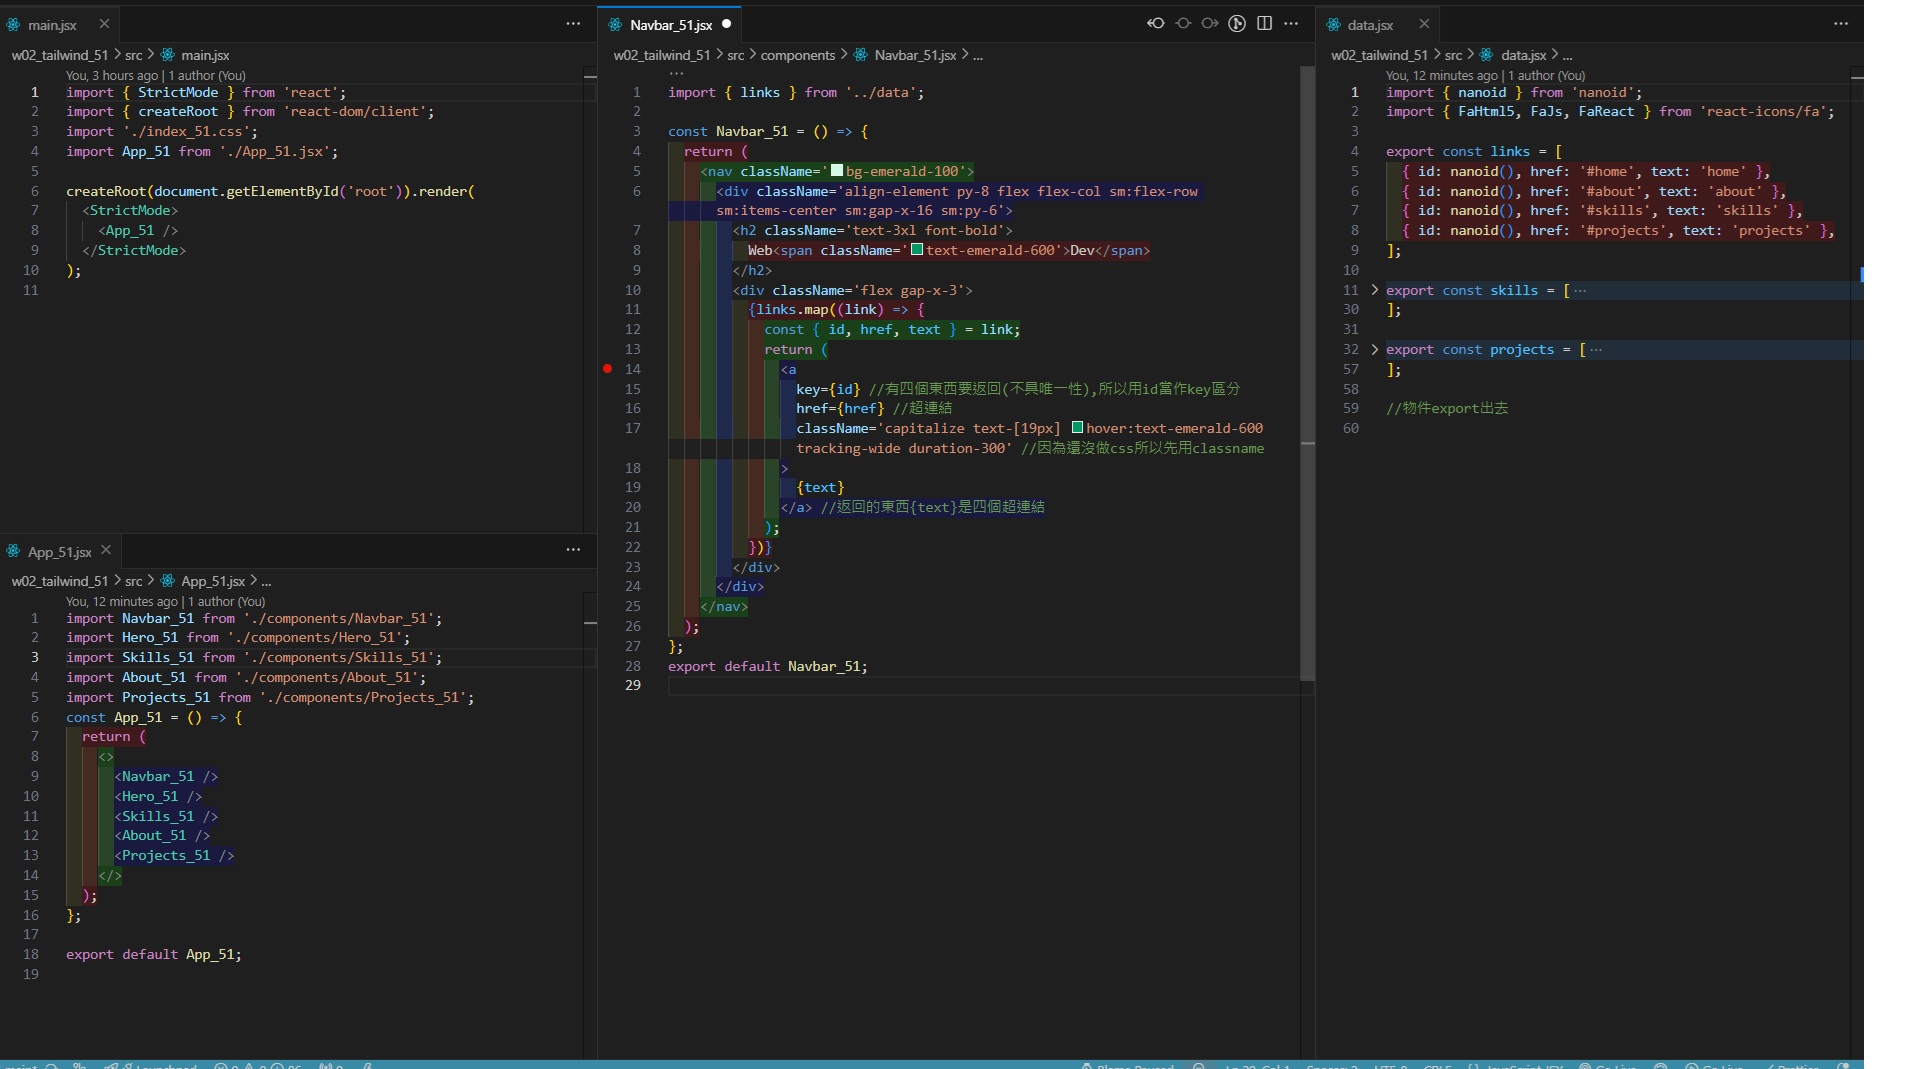 main.jsx
w02_tailwind_51 > src > main.jsx
You, 3 hours ago | 1 author (You)
1 import { StrictMode } from 'react';
2 import { createRoot } from 'react-dom/client';
3 import './index_51.css';
4 import App_51 from './App_51.jsx';
5
6 createRoot(document.getElementById('root')).render(
7 <StrictMode>
8 <App_51 />
9 </StrictMode>
10 );
11
App_51.jsx
w02_tailwind_51 > src > App_51.jsx > ...
You, 12 minutes ago | 1 author (You)
1 import Navbar_51 from './components/Navbar_51';
2 import Hero_51 from './components/Hero_51';
3 import Skills_51 from './components/Skills_51';
4 import About_51 from './components/About_51';
5 import Projects_51 from './components/Projects_51';
6 const App_51 = () => {
7 return (
8 <>
9 <Navbar_51 />
10 <Hero_51 />
11 <Skills_51 />
12 <About_51 />
13 <Projects_51 />
14 </>
15 );
16 };
17
18 export default App_51;
19
Navbar_51.jsx
w02_tailwind_51 > src > components > Navbar_51.jsx > ...
1 import { links } from '../data';
2
3 const Navbar_51 = () => {
4 return (
5 <nav className='bg-emerald-100'>
6 <div className='align-element py-8 flex flex-col sm:flex-row
sm:items-center sm:gap-x-16 sm:py-6'>
7 <h2 className='text-3xl font-bold'>
8 Web<span className='text-emerald-600'>Dev</span>
9 </h2>
10 <div className='flex gap-x-3'>
11 {links.map((link) => {
12 const { id, href, text } = link;
13 return (
14 <a
15 key={id} //有四個東西要返回(不具唯一性),所以用id當作key區分
16 href={href} //超連結
17 className='capitalize text-[19px] hover:text-emerald-600
tracking-wide duration-300' //因為還沒做css所以先用classname
18 >
19 {text}
20 </a> //返回的東西{text}是四個超連結
21 );
22 })}
23 </div>
24 </div>
25 </nav>
26 );
27 };
28 export default Navbar_51;
29
data.jsx
w02_tailwind_51 > src > data.jsx > ...
You, 12 minutes ago | 1 author (You)
1 import { nanoid } from 'nanoid';
2 import { FaHtml5, FaJs, FaReact } from 'react-icons/fa';
3
4 export const links = [
5 { id: nanoid(), href: '#home', text: 'home' },
6 { id: nanoid(), href: '#about', text: 'about' },
7 { id: nanoid(), href: '#skills', text: 'skills' },
8 { id: nanoid(), href: '#projects', text: 'projects' },
9 ];
10
11 > export const skills = [ ...
30 ];
31
32 > export const projects = [ ...
57 ];
58
59 //物件export出去
60